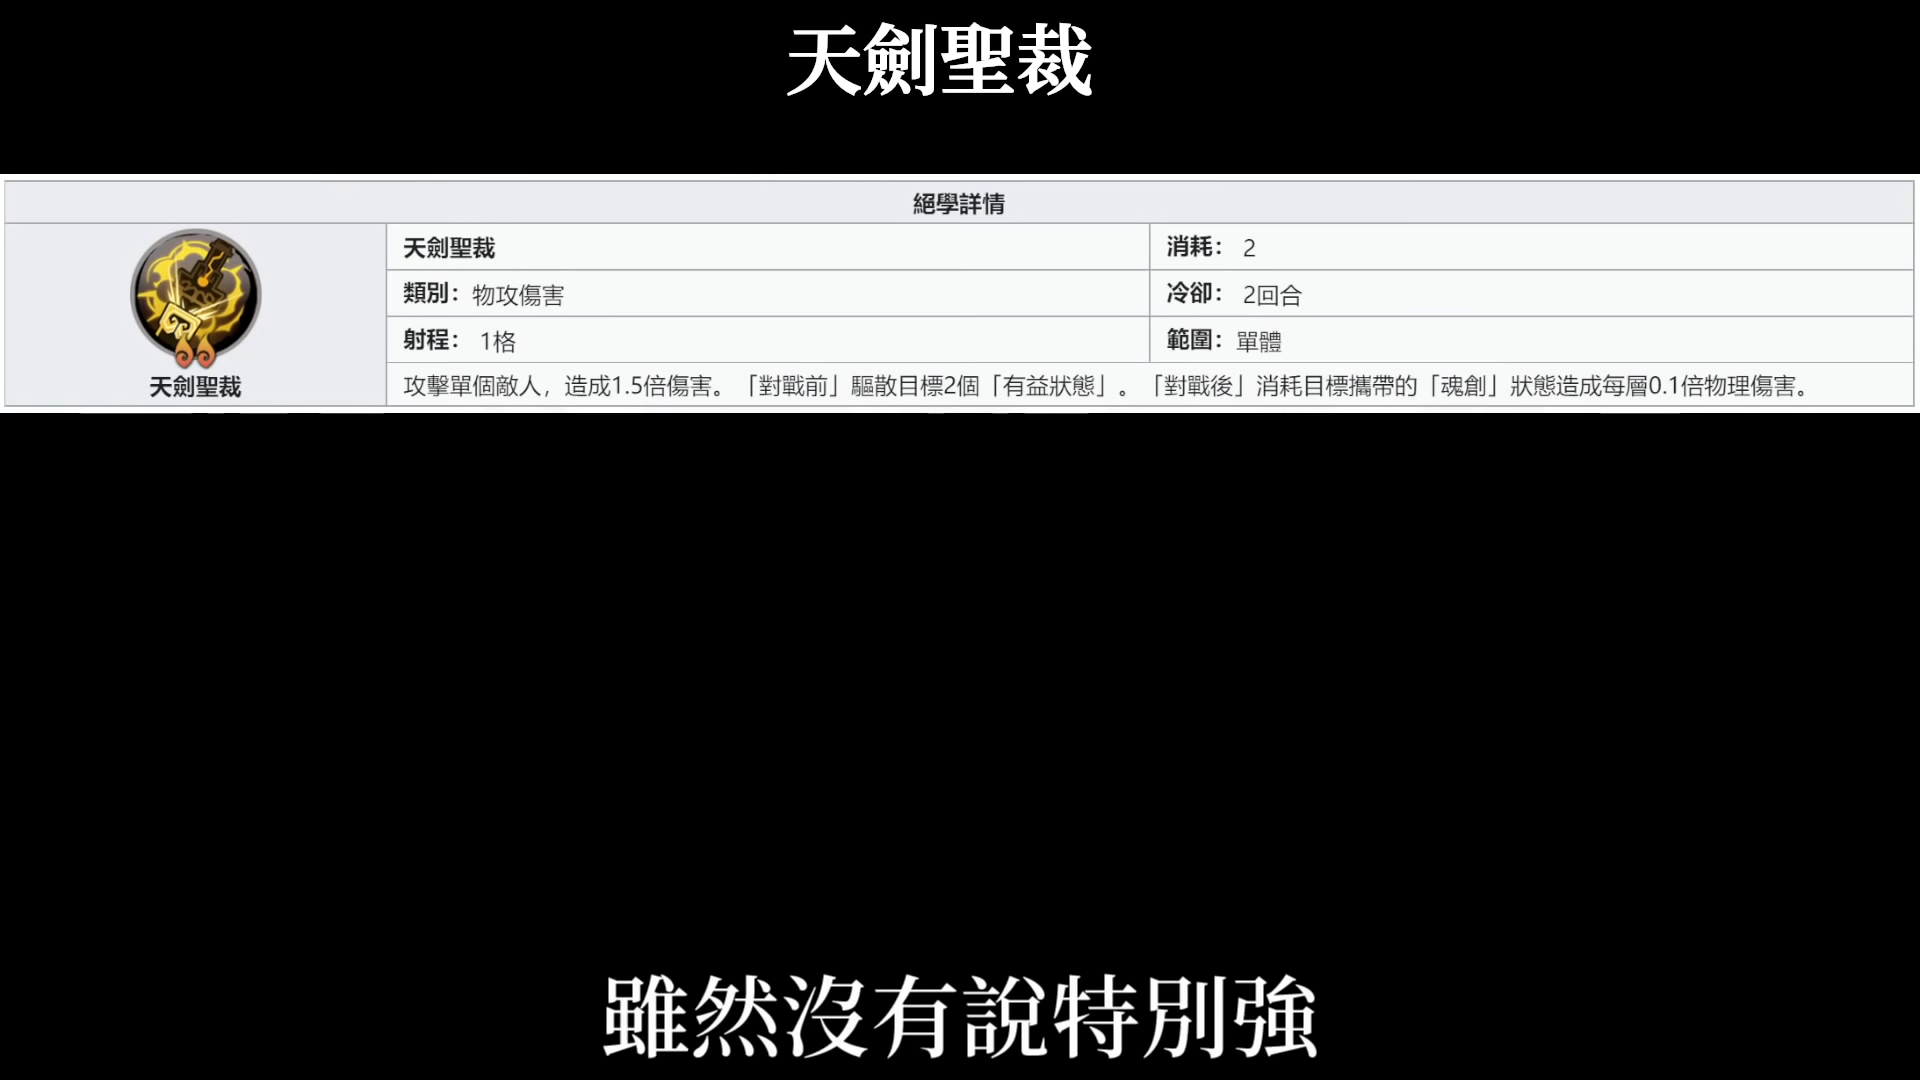 天劍聖裁
絕學詳情
天劍聖裁
消耗： 2
類別：物攻傷害
冷卻： 2回合
射程： 1格
範圍：單體
天劍聖裁
攻擊單個敵人，造成1.5倍傷害。「對戰前」驅散目標2個「有益狀態」。「對戰後」消耗目標攜帶的「魂創」狀態造成每層0.1倍物理傷害。
雖然沒有說特別強